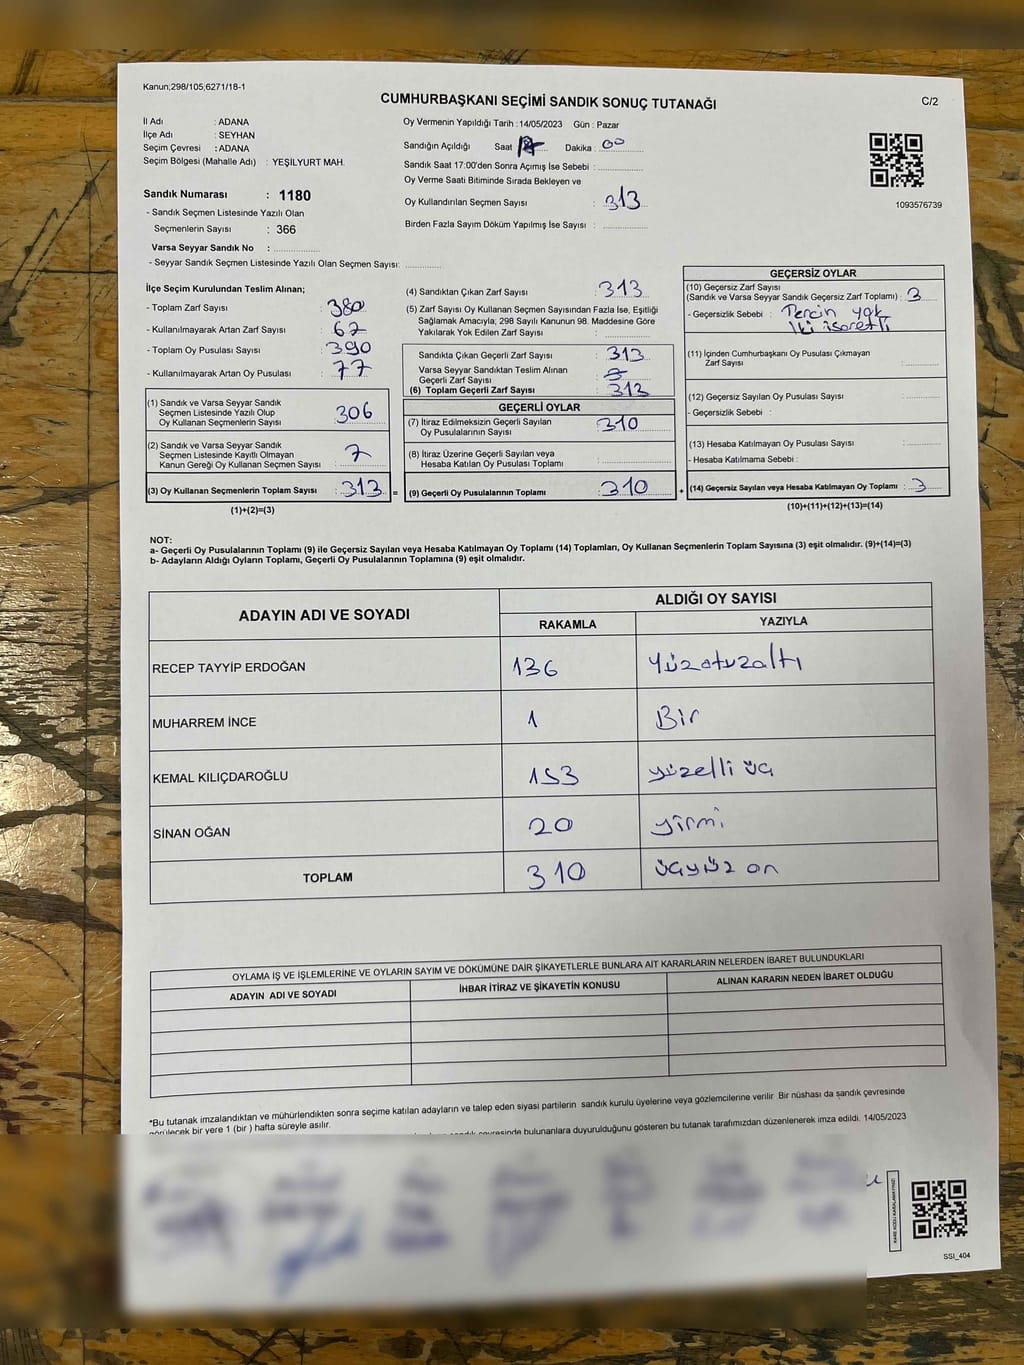 Kanun;298/105;6271/18-1
CUMHURBAŞKANI SEÇİMİ SANDIK SONUÇ TUTANAĞI
C/2
İl Adı : ADANA
İlçe Adı : SEYHAN
Seçim Çevresi : ADANA
Seçim Bölgesi (Mahalle Adı) : YEŞİLYURT MAH.
Sandık Numarası : 1180
- Sandık Seçmen Listesinde Yazılı Olan
Seçmenlerin Sayısı : 366
Varsa Seyyar Sandık No :
- Seyyar Sandık Seçmen Listesinde Yazılı Olan Seçmen Sayısı:
Oy Vermenin Yapıldığı Tarih : 14/05/2023 Gün : Pazar
Sandığın Açıldığı Saat Dakika : 00
Sandık Saat 17:00'den Sonra Açımış İse Sebebi :
Oy Verme Saati Bitiminde Sırada Bekleyen ve
Oy Kullandırılan Seçmen Sayısı : 313
Birden Fazla Sayım Döküm Yapılmış İse Sayısı :
1093576739
İlçe Seçim Kurulundan Teslim Alınan;
- Toplam Zarf Sayısı : 380
- Kullanılmayarak Artan Zarf Sayısı : 67
- Toplam Oy Pusulası Sayısı : 390
- Kullanılmayarak Artan Oy Pusulası : 77
(1) Sandık ve Varsa Seyyar Sandık
Seçmen Listesinde Yazılı Olup
Oy Kullanan Seçmenlerin Sayısı : 306
(2) Sandık ve Varsa Seyyar Sandık
Seçmen Listesinde Kayıtlı Olmayan
Kanun Gereği Oy Kullanan Seçmen Sayısı : 7
(3) Oy Kullanan Seçmenlerin Toplam Sayısı : 313 =
(1)+(2)=(3)
(4) Sandıktan Çıkan Zarf Sayısı : 313
(5) Zarf Sayısı Oy Kullanan Seçmen Sayısından Fazla İse, Eşitliği
Sağlamak Amacıyla, 298 Sayılı Kanunun 98. Maddesine Göre
Yakılarak Yok Edilen Zarf Sayısı :
Sandıkta Çıkan Geçerli Zarf Sayısı : 313
Varsa Seyyar Sandıktan Teslim Alınan
Geçerli Zarf Sayısı :
(6) Toplam Geçerli Zarf Sayısı : 313
GEÇERLİ OYLAR
(7) İtiraz Edilmeksizin Geçerli Sayılan
Oy Pusulalarının Sayısı : 310
(8) İtiraz Üzerine Geçerli Sayılan veya
Hesaba Katılan Oy Pusulası Toplamı :
(9) Geçerli Oy Pusulalarının Toplamı : 310 +
GEÇERSİZ OYLAR
(10) Geçersiz Zarf Sayısı
(Sandık ve Varsa Seyyar Sandık Geçersiz Zarf Toplamı) : 3
- Geçersizlik Sebebi : Tercin yok
İki işaretli
(11) İçinden Cumhurbaşkanı Oy Pusulası Çıkmayan
Zarf Sayısı :
(12) Geçersiz Sayılan Oy Pusulası Sayısı :
- Geçersizlik Sebebi :
(13) Hesaba Katılmayan Oy Pusulası Sayısı :
- Hesaba Katılmama Sebebi :
(14) Geçersiz Sayılan veya Hesaba Katılmayan Oy Toplamı : 3
(10)+(11)+(12)+(13)=(14)
NOT:
a- Geçerli Oy Pusulalarının Toplamı (9) ile Geçersiz Sayılan veya Hesaba Katılmayan Oy Toplamı (14) Toplamları, Oy Kullanan Seçmenlerin Toplam Sayısına (3) eşit olmalıdır. (9)+(14)=(3)
b- Adayların Aldığı Oyların Toplamı, Geçerli Oy Pusulalarının Toplamına (9) eşit olmalıdır.
ADAYIN ADI VE SOYADI
ALDIĞI OY SAYISI
RAKAMLA YAZIYLA
RECEP TAYYİP ERDOĞAN 136 Yüzotuzaltı
MUHARREM İNCE 1 Bir
KEMAL KILIÇDAROĞLU 153 yüzelli üç
SİNAN OĞAN 20 yirmi
TOPLAM 310 üçyüz on
OYLAMA İŞ VE İŞLEMLERİNE VE OYLARIN SAYIM VE DÖKÜMÜNE DAİR ŞİKAYETLERLE BUNLARA AİT KARARLARIN NELERDEN İBARET BULUNDUKLARI
ADAYIN ADI VE SOYADI İHBAR İTİRAZ VE ŞİKAYETİN KONUSU ALINAN KARARIN NEDEN İBARET OLDUĞU
*Bu tutanak imzalandıktan ve mühürlendikten sonra seçime katılan adayların ve talep eden siyasi partilerin sandık kurulu üyelerine veya gözlemcilerine verilir Bir nüshası da sandık çevresinde
görülecek bir yere 1 (bir ) hafta süreyle asılır.
çevresinde bulunanlara duyurulduğunu gösteren bu tutanak tarafımızdan düzenlenerek imza edildi. 14/05/2023
KARE KODU KARALAMAYINIZ!
SSI_404